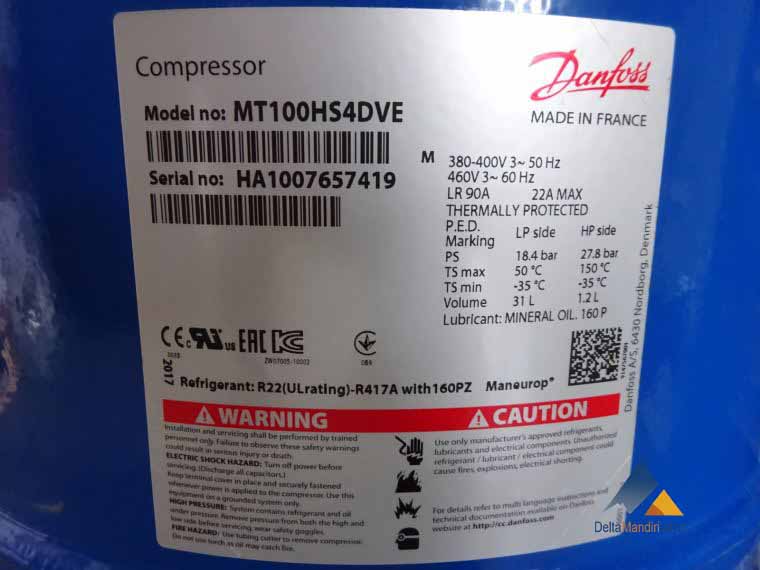 Compressor
Danfoss
MADE IN FRANCE
Model no: MT100HS4DVE
Serial no: HA1007657419
M
380-400V 3~ 50 Hz
460V 3~ 60 Hz
LR 90A 22A MAX
THERMALLY PROTECTED
P.E.D. Marking LP side HP side
PS 18.4 bar 27.8 bar
TS max 50 °C 150 °C
TS min -35 °C -35 °C
Volume 31 L 1.2 L
Lubricant: MINERAL OIL. 160 P
CE c us EAC
ZW07005-10002
2017
Refrigerant: R22(ULrating)-R417A with160PZ Maneurop®
Danfoss A/S, 6430 Nordborg, Denmark
WARNING
Installation and servicing shall be performed by trained
personnel only. Failure to observe these safety warnings
could result in serious injury or death.
ELECTRIC SHOCK HAZARD: Turn off power before
servicing. (Discharge all capacitors.)
Keep terminal cover in place and securely fastened
whenever power is applied to the compressor. Use this
equipment on a grounded system only.
HIGH PRESSURE: System contains refrigerant and oil
under pressure. Remove pressure from both the high and
low side before servicing, wear safety goggles.
FIRE HAZARD: Use tubing cutter to remove compressor.
Do not use torch as oil may catch fire.
CAUTION
Use only manufacturer's approved refrigerants,
lubricants and electrical components. Unauthorized
refrigerant / lubricant / electrical component could
cause fires, explosions, electrical shorting.
For details refer to multi language instructions and
technical documentation available on Danfoss
website at http://cc.danfoss.com
DeltaMandiri